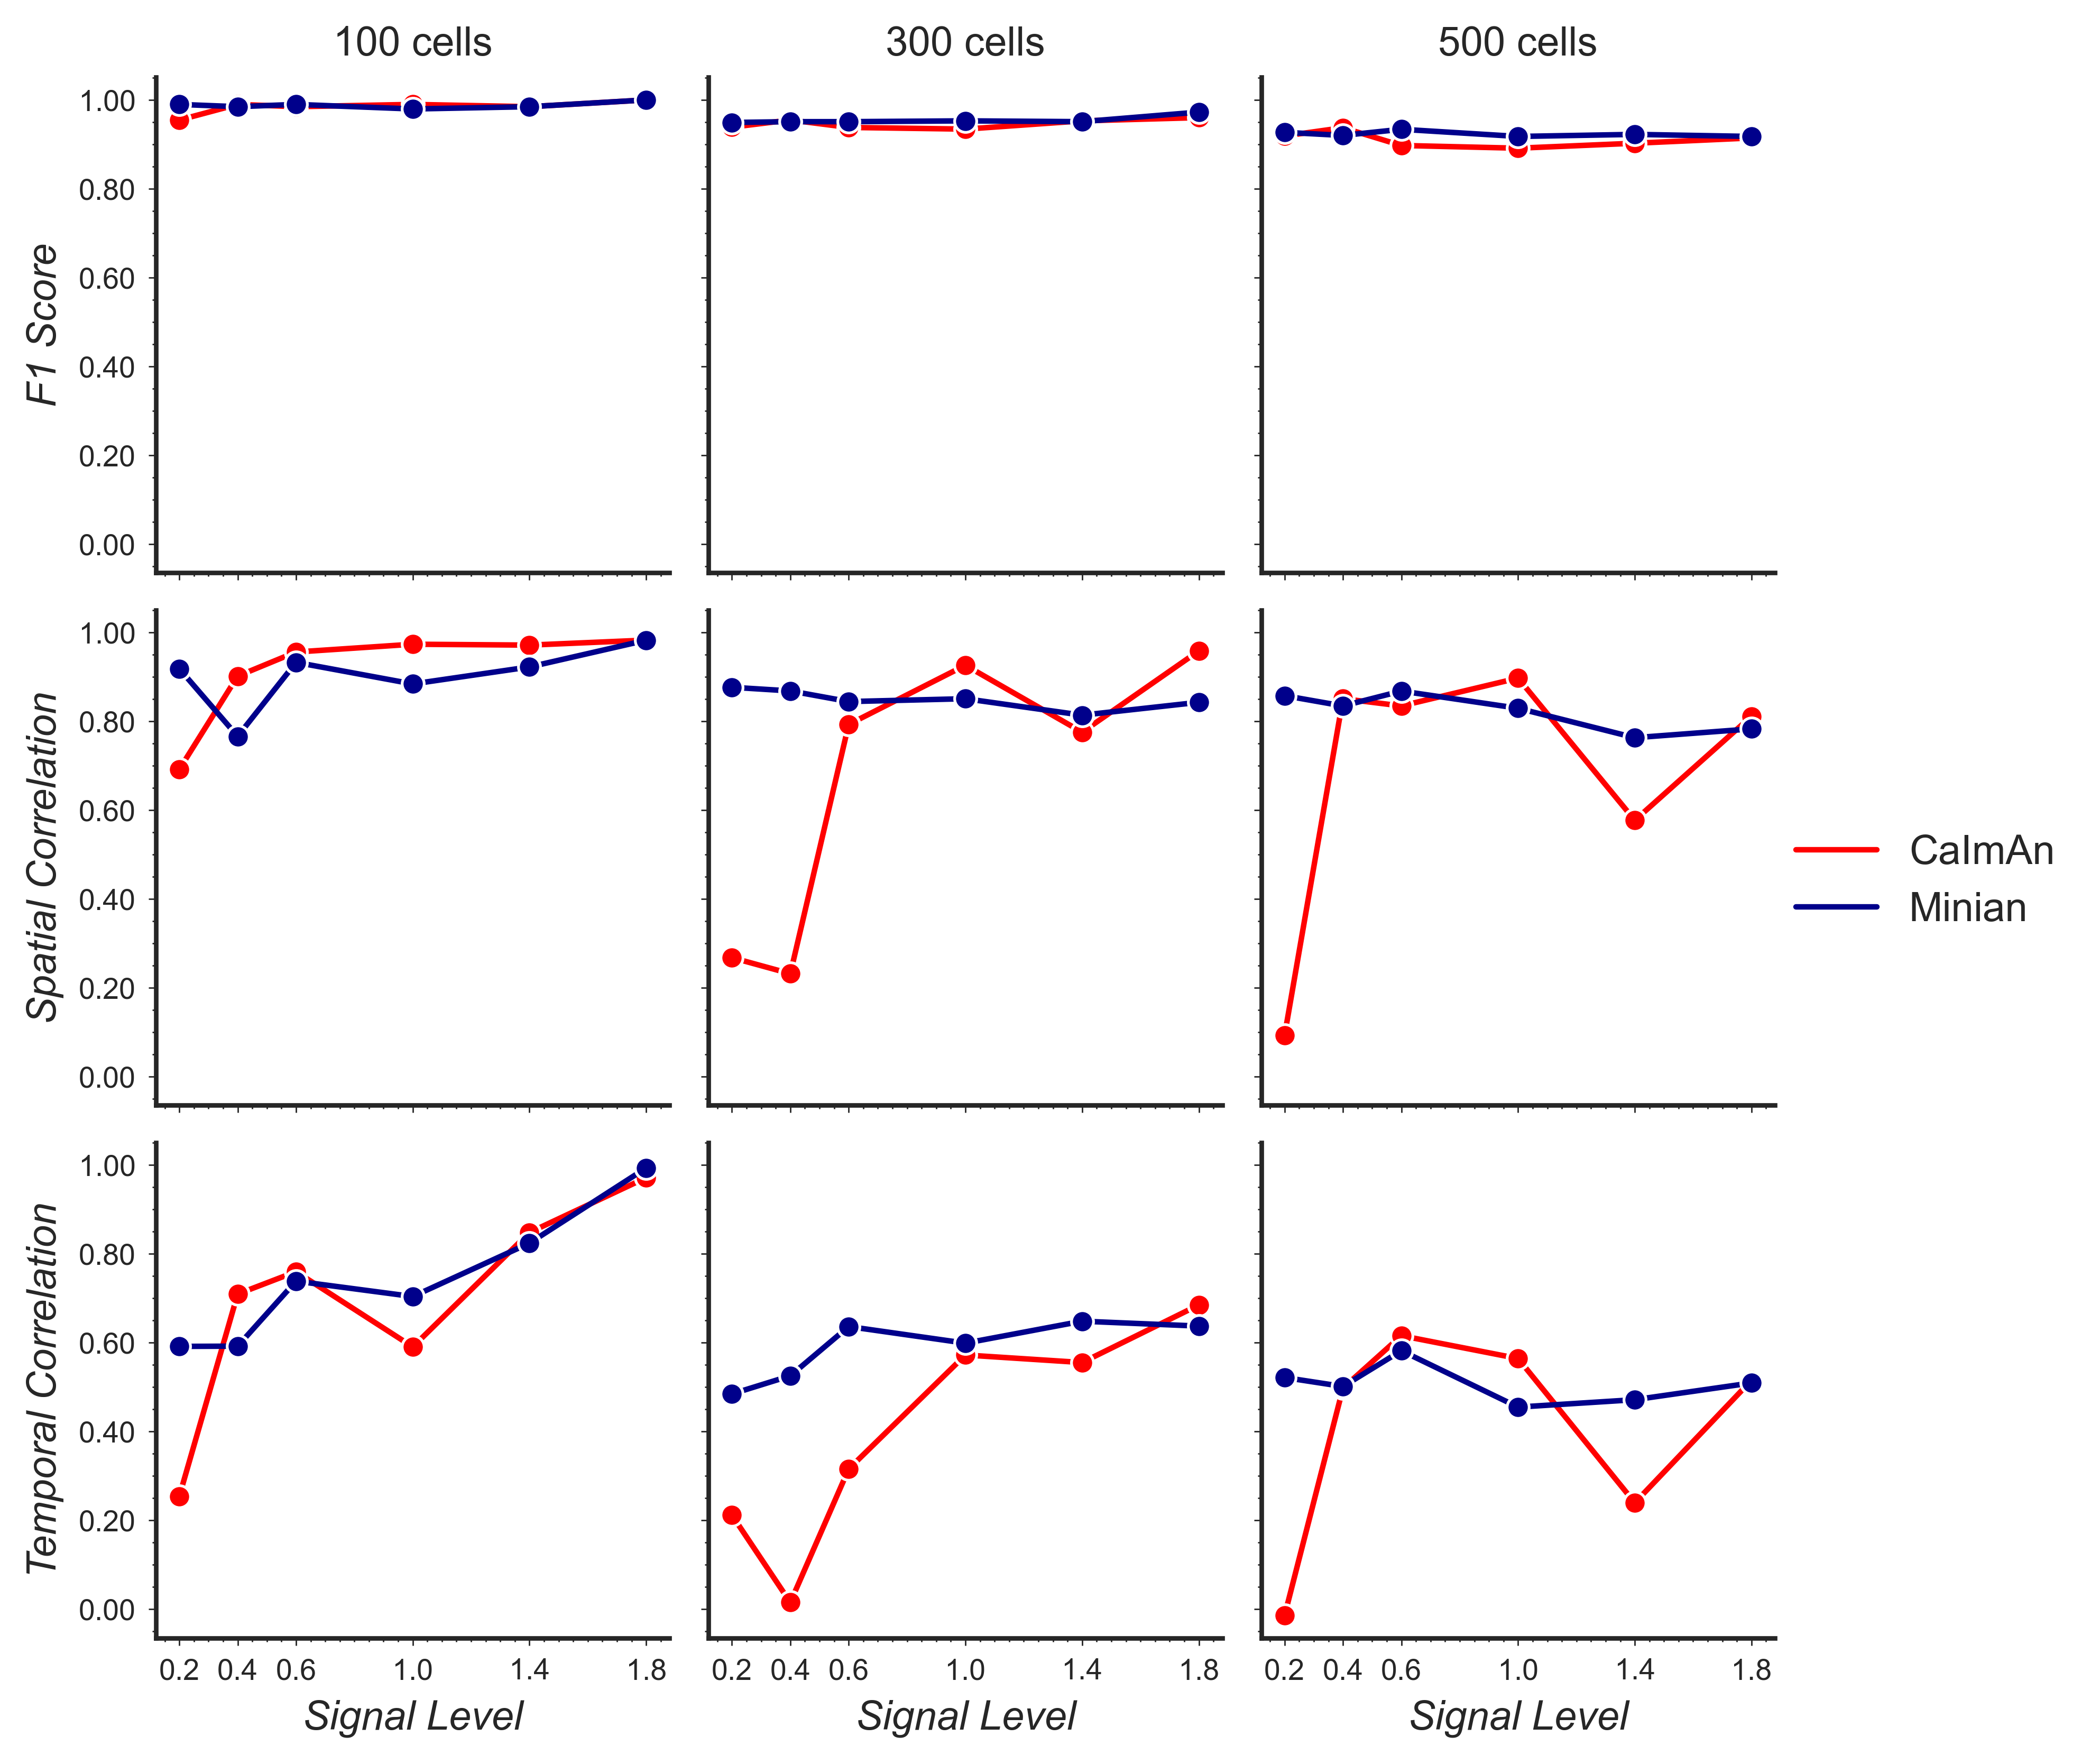 100 cells 300 cells 500 cells
F1 Score
1.00
0.80
0.60
0.40
0.20
0.00
Spatial Correlation
1.00
0.80
0.60
0.40
0.20
0.00
CaImAn
Minian
Temporal Correlation
1.00
0.80
0.60
0.40
0.20
0.00
0.2 0.4 0.6 1.0 1.4 1.8 0.2 0.4 0.6 1.0 1.4 1.8 0.2 0.4 0.6 1.0 1.4 1.8
Signal Level Signal Level Signal Level